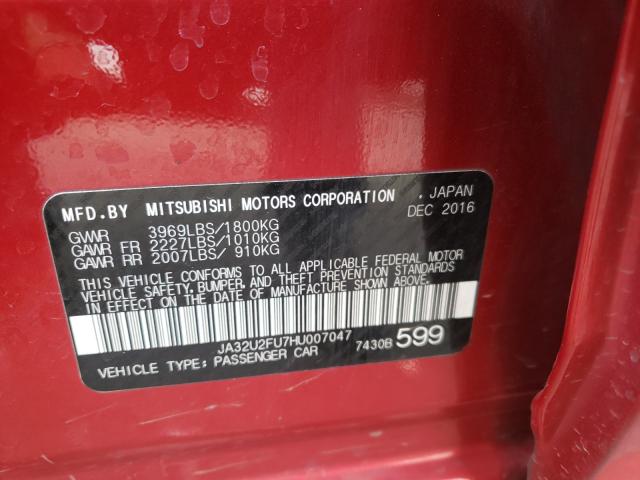 MFD.BY MITSUBISHI MOTORS CORPORATION . JAPAN
DEC 2016
GVWR 3969LBS/1800KG
GAWR FR 2227LBS/1010KG
GAWR RR 2007LBS/ 910KG
THIS VEHICLE CONFORMS TO ALL APPLICABLE FEDERAL MOTOR
VEHICLE SAFETY, BUMPER, AND THEFT PREVENTION STANDARDS
IN EFFECT ON THE DATE OF MANUFACTURE SHOWN ABOVE.
JA32U2FU7HU007047
VEHICLE TYPE: PASSENGER CAR 7430B 599